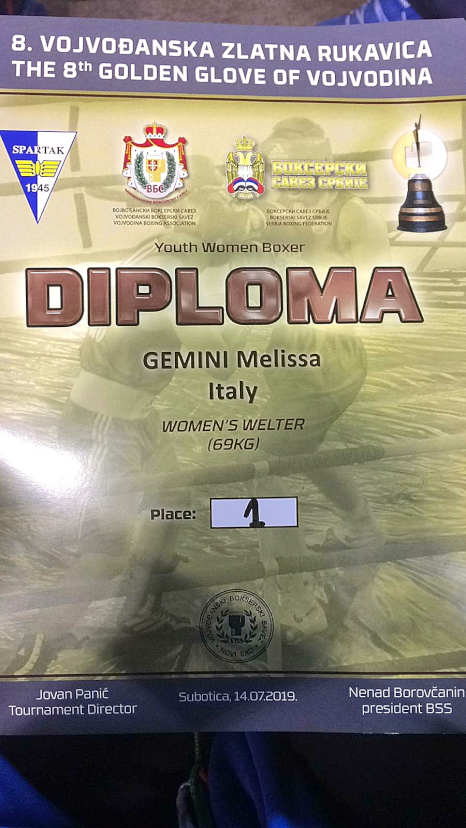 8. VOJVOĐANSKA ZLATNA RUKAVICA
THE 8th GOLDEN GLOVE OF VOJVODINA
SPARTAK
1945
ВБС
БОКСЕРСКИ
САВЕЗ СРБИЈЕ
ВОЈВОЂАНСКИ БОКСЕРСКИ САВЕЗ
VOJVOĐANSKI BOKSERSKI SAVEZ
VOJVODINA BOXING ASSOCIATION
БОКСЕРСКИ САВЕЗ СРБИЈЕ
BOKSERSKI SAVEZ SRBIJE
SERBIA BOXING FEDERATION
Youth Women Boxer
DIPLOMA
GEMINI Melissa
Italy
WOMEN'S WELTER
(69KG)
Place: 1
Jovan Panić
Tournament Director
Subotica, 14.07.2019.
Nenad Borovčanin
president BSS